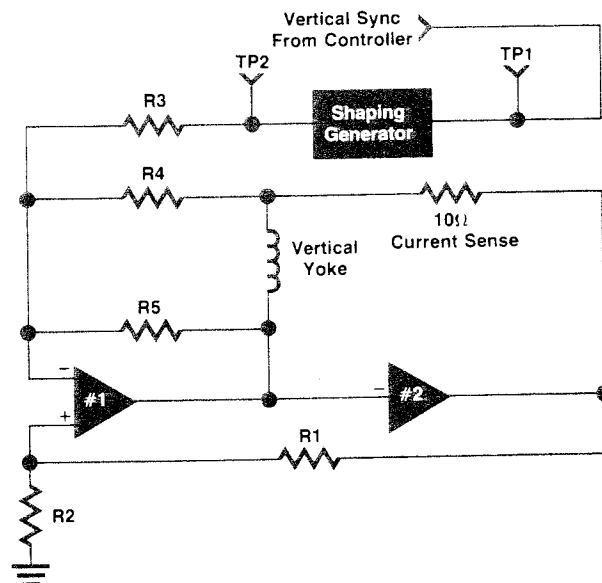 Vertical Sync
From Controller
TP2
TP1
R3
Shaping
Generator
R4
10Ω
Current Sense
Vertical
Yoke
R5
−
#1
+
−
#2
R1
R2